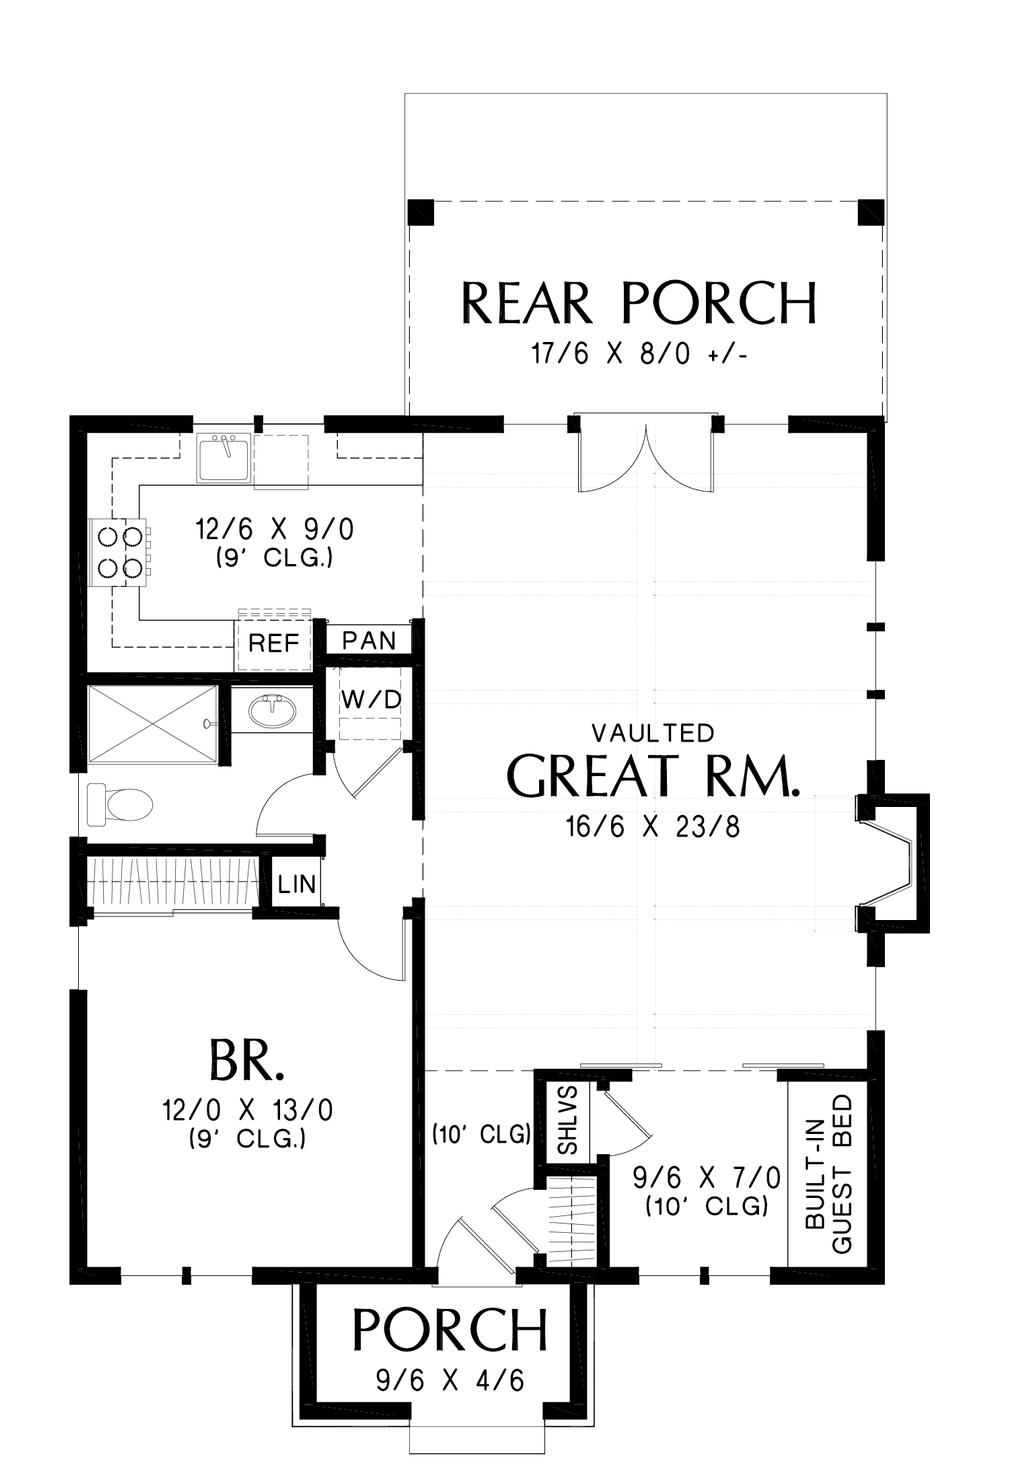 REAR PORCH
17/6 X 8/0 +/-
12/6 X 9/0
(9' CLG.)
REF
PAN
W/D
VAULTED
GREAT RM.
16/6 X 23/8
LIN
BR.
12/0 X 13/0
(9' CLG.)
(10' CLG)
SHLVS
9/6 X 7/0
(10' CLG)
BUILT-IN
GUEST BED
PORCH
9/6 X 4/6